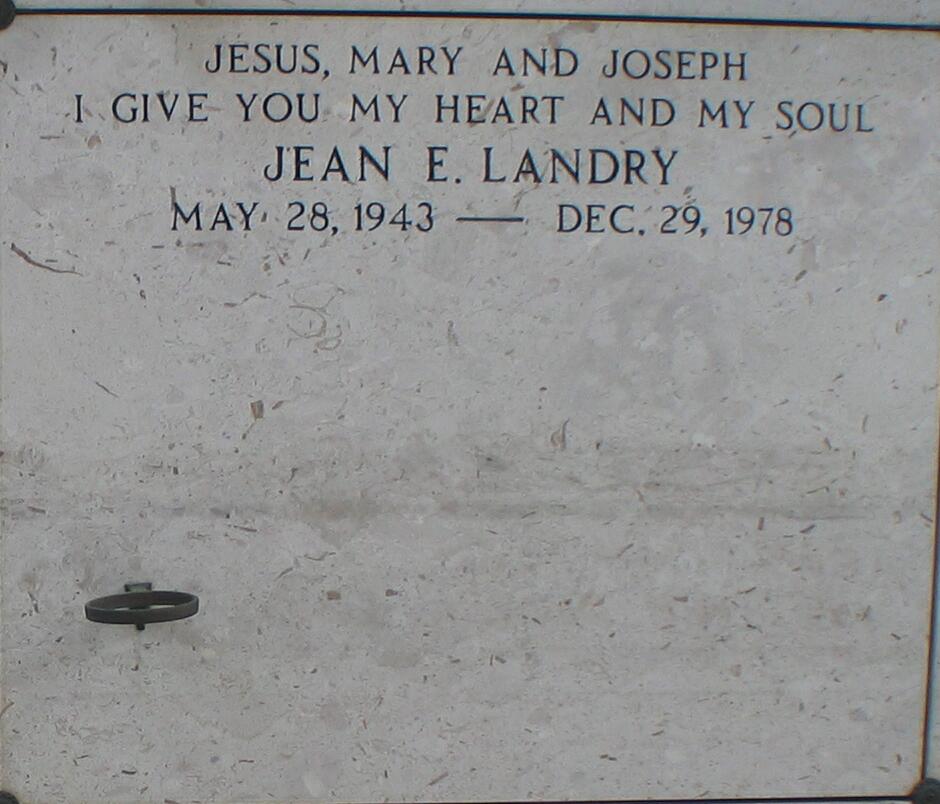 JESUS, MARY AND JOSEPH
I GIVE YOU MY HEART AND MY SOUL
JEAN E. LANDRY
MAY 28, 1943 — DEC. 29, 1978